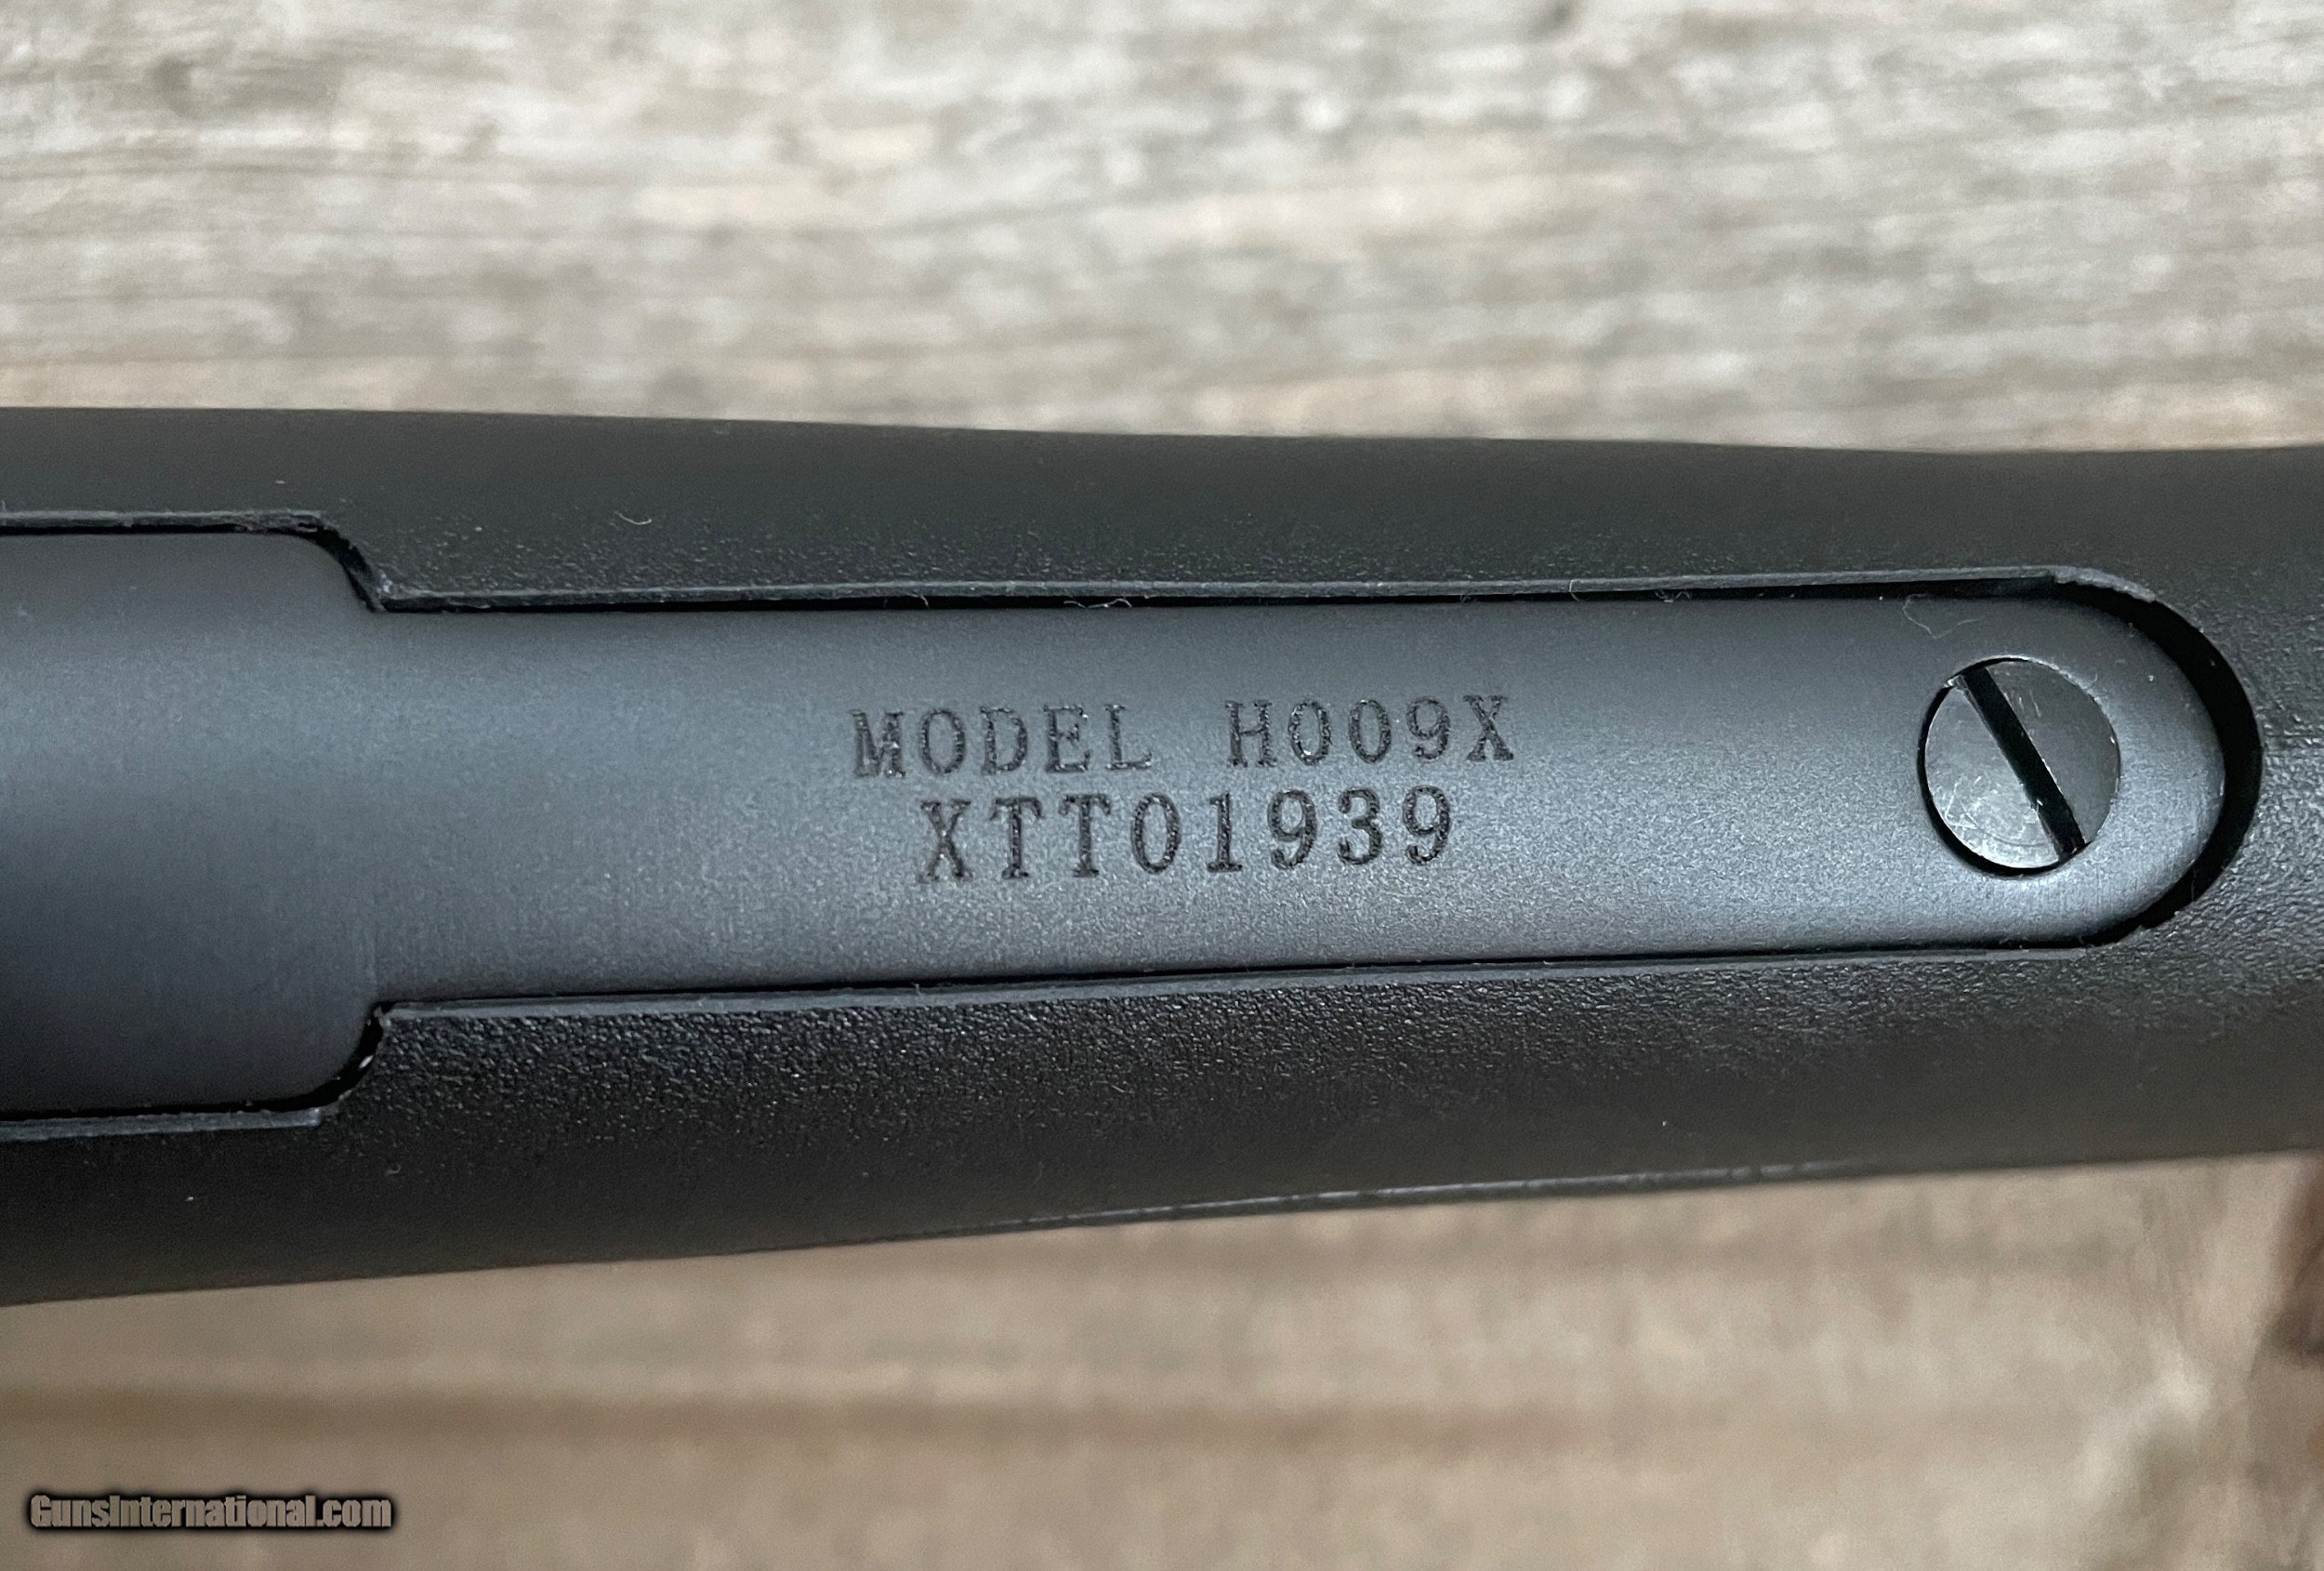 MODEL H009X
XTT01939
GunsInternational.com